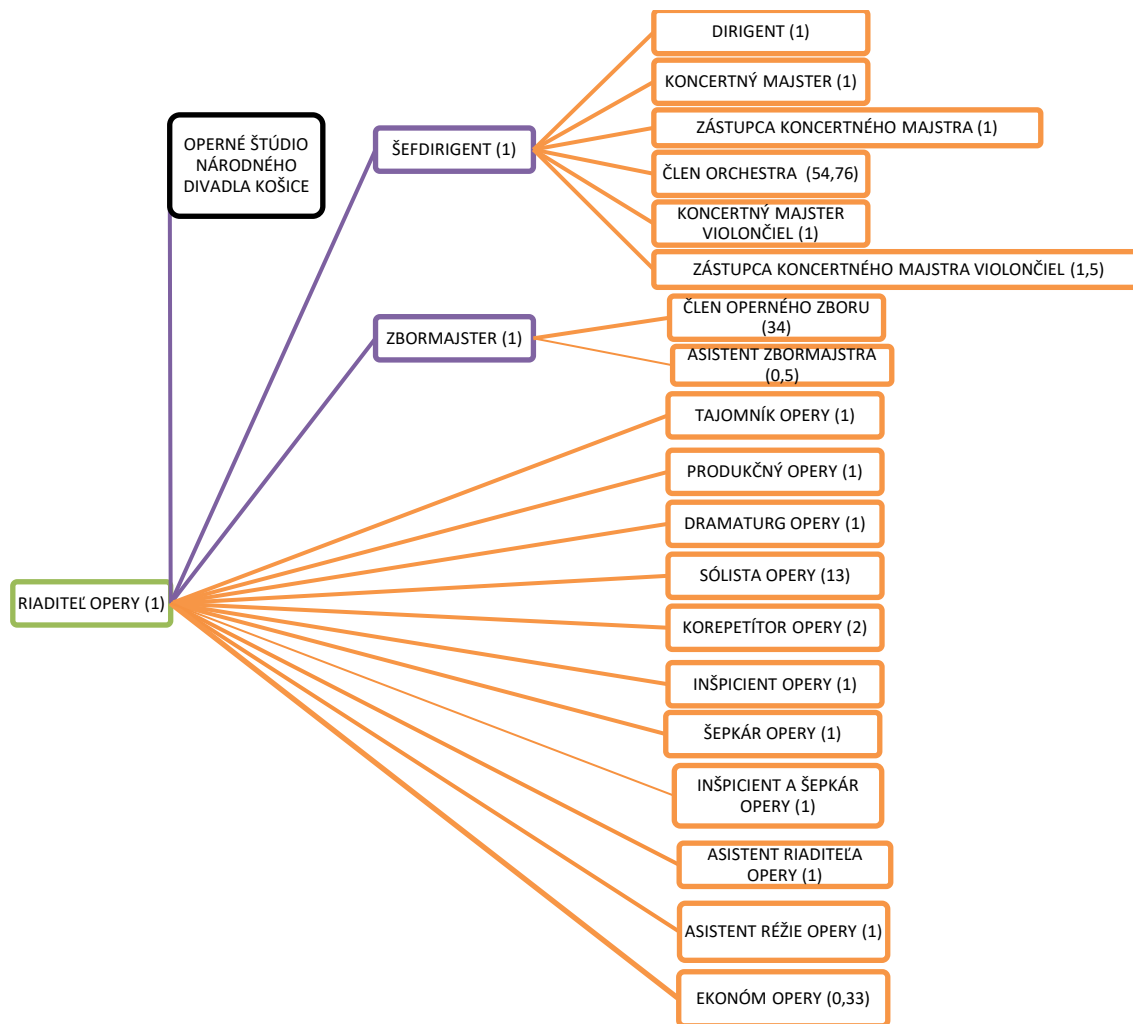 DIRIGENT (1)
KONCERTNÝ MAJSTER (1)
ZÁSTUPCA KONCERTNÉHO MAJSTRA (1)
OPERNÉ ŠTÚDIO
NÁRODNÉHO
DIVADLA KOŠICE
ŠEFDIRIGENT (1)
ČLEN ORCHESTRA (54,76)
KONCERTNÝ MAJSTER
VIOLONČIEL (1)
ZÁSTUPCA KONCERTNÉHO MAJSTRA VIOLONČIEL (1,5)
ZBORMAJSTER (1)
ČLEN OPERNÉHO ZBORU
(34)
ASISTENT ZBORMAJSTRA
(0,5)
TAJOMNÍK OPERY (1)
PRODUKČNÝ OPERY (1)
DRAMATURG OPERY (1)
SÓLISTA OPERY (13)
RIADITEĽ OPERY (1)
KOREPETÍTOR OPERY (2)
INŠPICIENT OPERY (1)
ŠEPKÁR OPERY (1)
INŠPICIENT A ŠEPKÁR
OPERY (1)
ASISTENT RIADITEĽA
OPERY (1)
ASISTENT RÉŽIE OPERY (1)
EKONÓM OPERY (0,33)